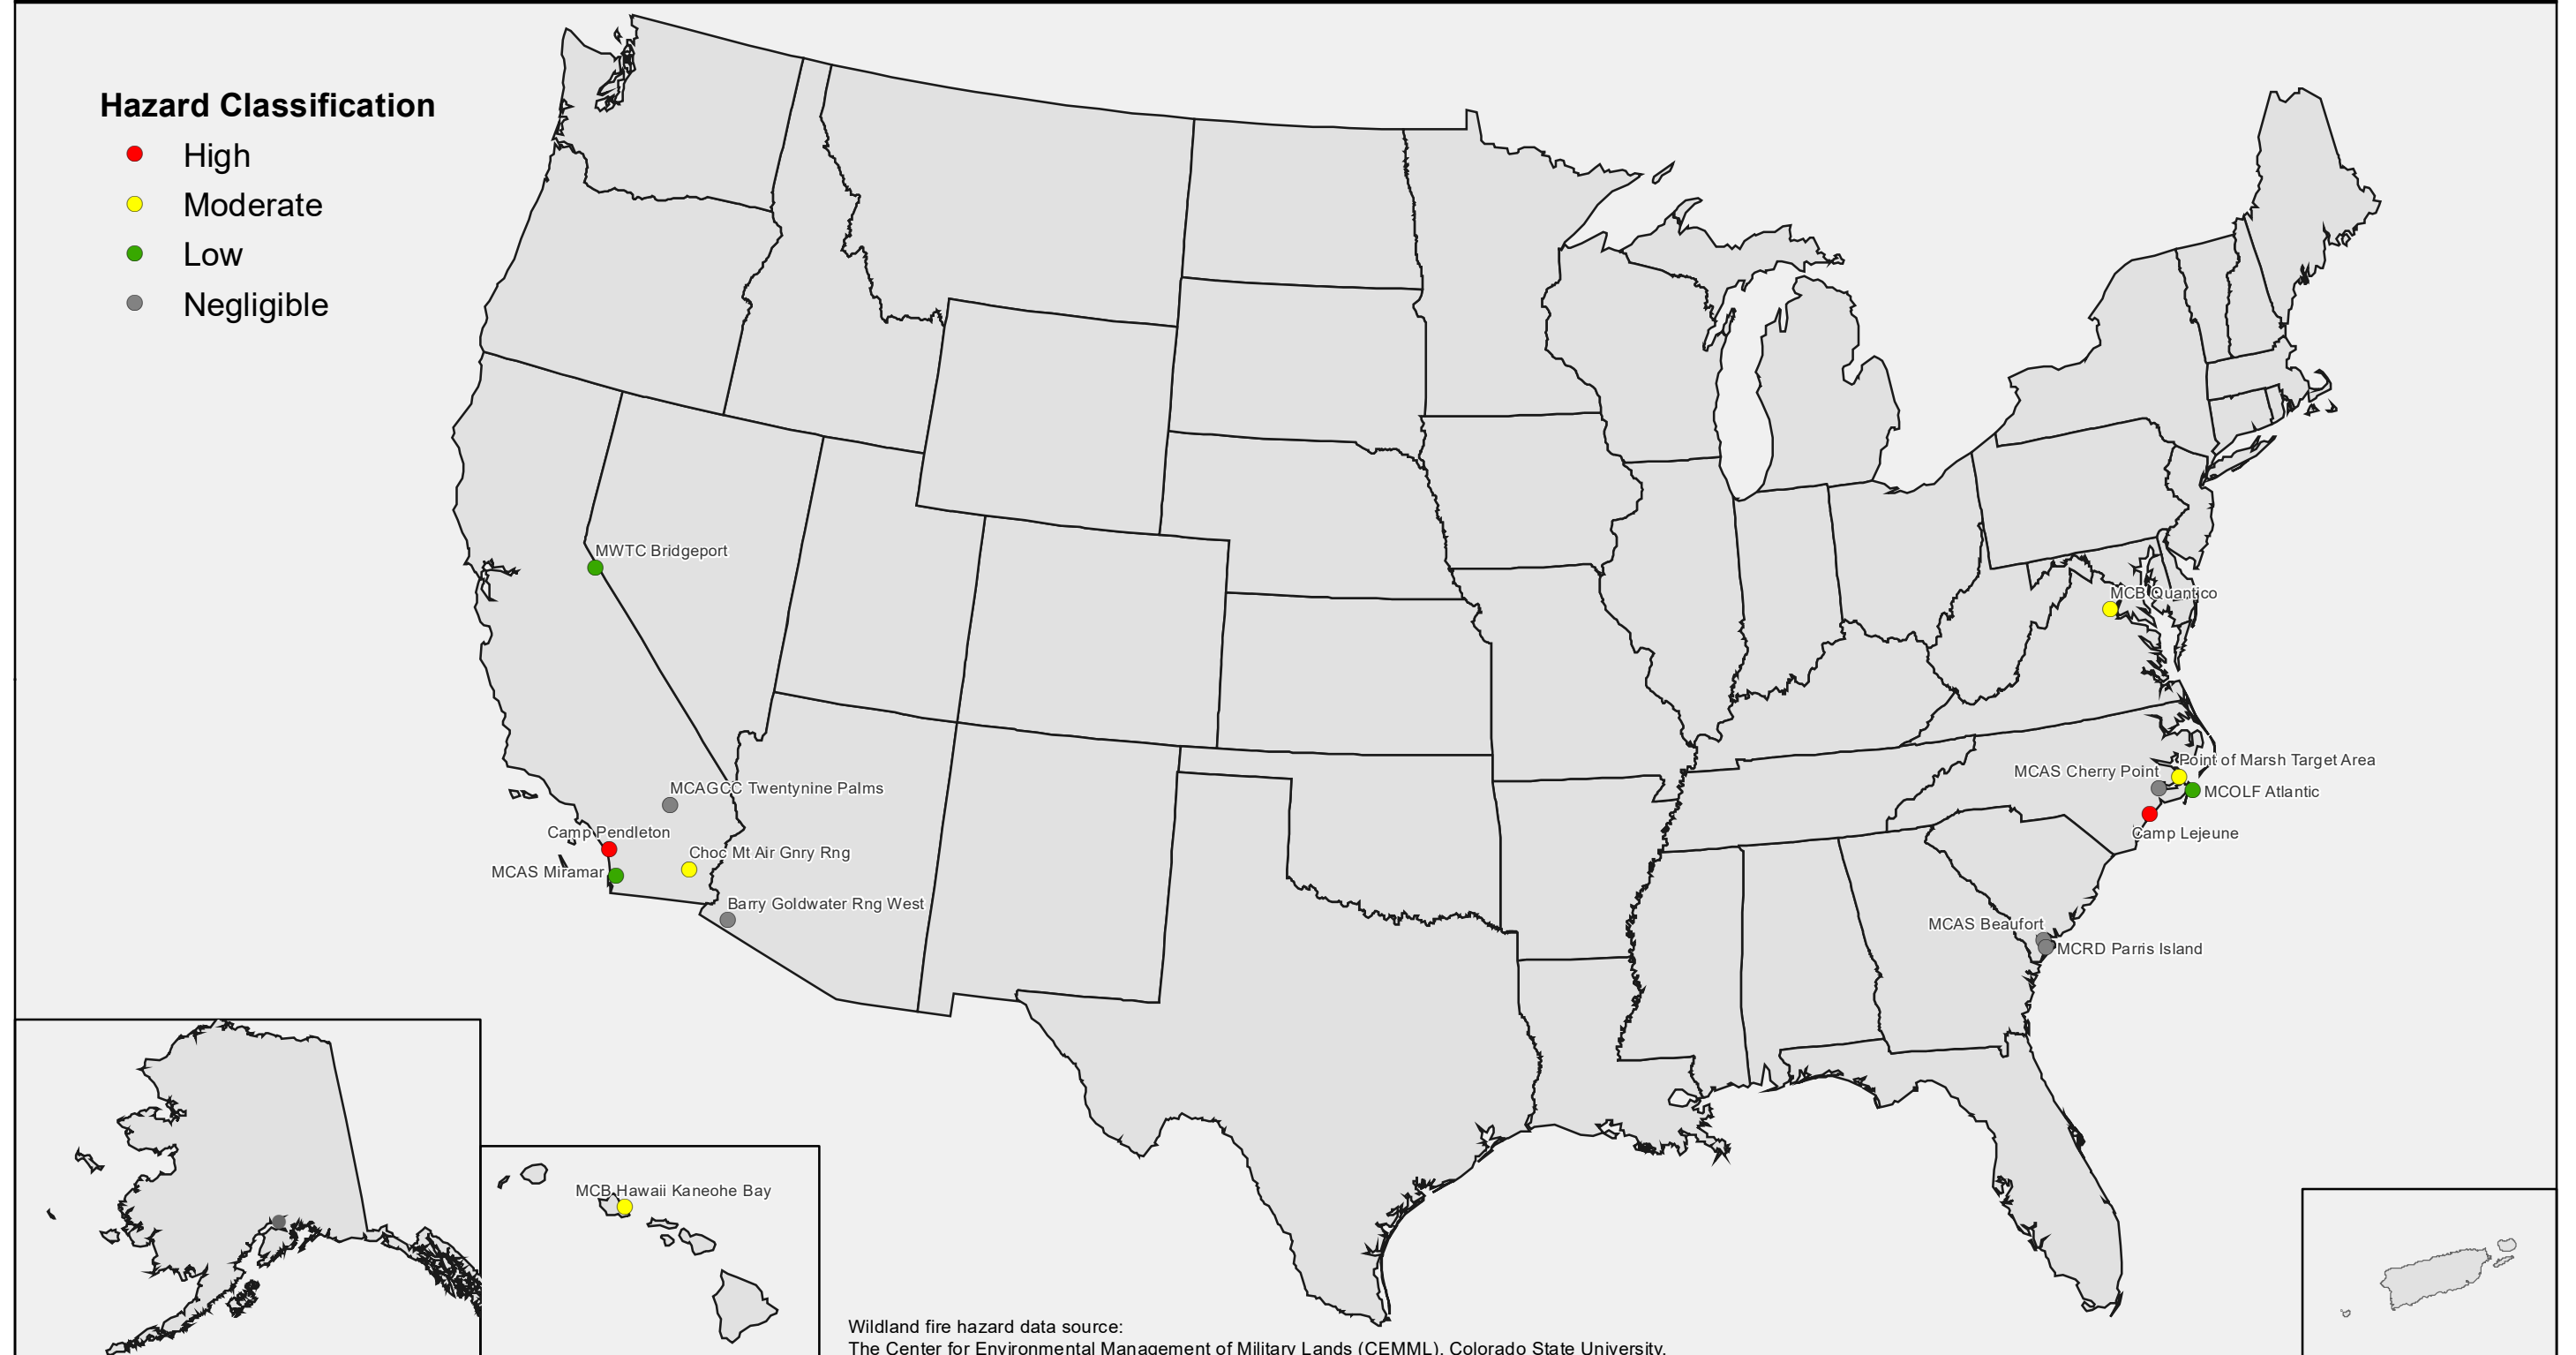 Hazard Classification
High
Moderate
Low
Negligible
MWTC Bridgeport
MCB Quantico
Point of Marsh Target Area
MCAS Cherry Point
MCAGCC Twentynine Palms
MCOLF Atlantic
Camp Pendleton
Camp Lejeune
Choc Mt Air Gnry Rng
MCAS Miramar
Barry Goldwater Rng West
MCAS Beaufort
MCRD Parris Island
MCB Hawaii Kaneohe Bay
Wildland fire hazard data source:
The Center for Environmental Management of Military Lands (CEMML), Colorado State University.